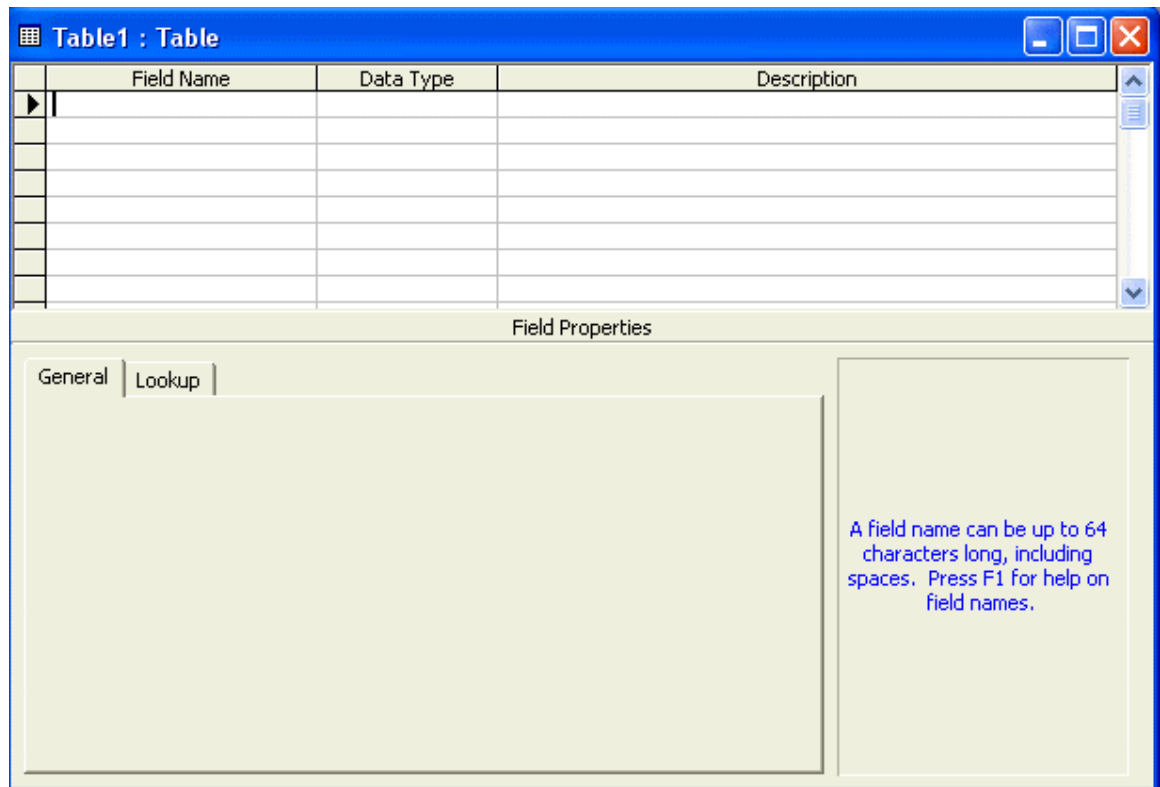 Table1 : Table
Field Name Data Type Description
Field Properties
General Lookup
A field name can be up to 64
characters long, including
spaces. Press F1 for help on
field names.